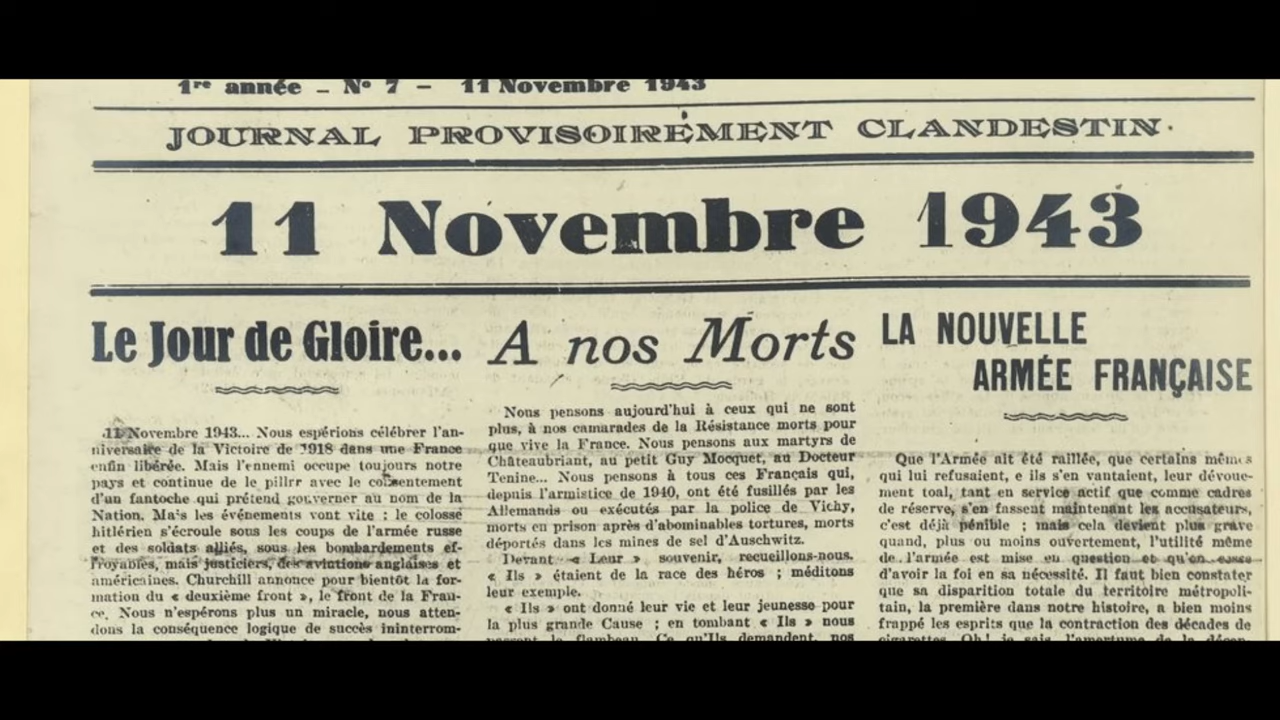 1re année - No 7 - 11 Novembre 1943
JOURNAL PROVISOIREMENT CLANDESTIN.
11 Novembre 1943
Le Jour de Gloire...
11 Novembre 1943... Nous espérions célébrer l'an-
niversaire de la Victoire de 1918 dans une France
enfin libérée. Mais l'ennemi occupe toujours notre
pays et continue de le pillrr avec le consentement
d'un fantoche qui prétend gouverner au nom de la
Nation. Mais les événements vont vite : le colosse
hitlérien s'écroule sous les coups de l'armée russe
et des soldats alliés, sous les bombardements ef-
froyables, mais justiciers, des aviations anglaises et
américaines. Churchill annonce pour bientôt la for-
mation du « deuxième front », le front de la Fran-
ce. Nous n'espérons plus un miracle, nous atten-
dons la conséquence logique de succès ininterrom-
A nos Morts
Nous pensons aujourd'hui à ceux qui ne sont
plus, à nos camarades de la Résistance morts pour
que vive la France. Nous pensons aux martyrs de
Châteaubriant, au petit Guy Mocquet, au Docteur
Tenine... Nous pensons à tous ces Français qui,
depuis l'armistice de 1940, ont été fusillés par les
Allemands ou exécutés par la police de Vichy,
morts en prison après d'abominables tortures, morts
déportés dans les mines de sel d'Auschwitz.
Devant « Leur » souvenir, recueillons-nous.
« Ils » étaient de la race des héros ; méditons
leur exemple.
« Ils » ont donné leur vie et leur jeunesse pour
la plus grande Cause ; en tombant « Ils » nous
le flambeau. Ce qu'Ils demandent, nos
LA NOUVELLE
ARMÉE FRANÇAISE
Que l'Armée ait été raillée, que certains mêmes
qui lui refusaient, e ils s'en vantaient, leur dévoue-
ment toal, tant en service actif que comme cadres
de réserve, s'en fassent maintenant les accusateurs,
c'est déjà pénible ; mais cela devient plus grave
quand, plus ou moins ouvertement, l'utilité même
de l'armée est mise en question et qu'on cesse
d'avoir la foi en sa nécessité. Il faut bien constater
que sa disparition totale du territoire métropoli-
tain, la première dans notre histoire, a bien moins
frappé les esprits que la contraction des décades de
cigarettes. Oh! je sais, l'amertume de la